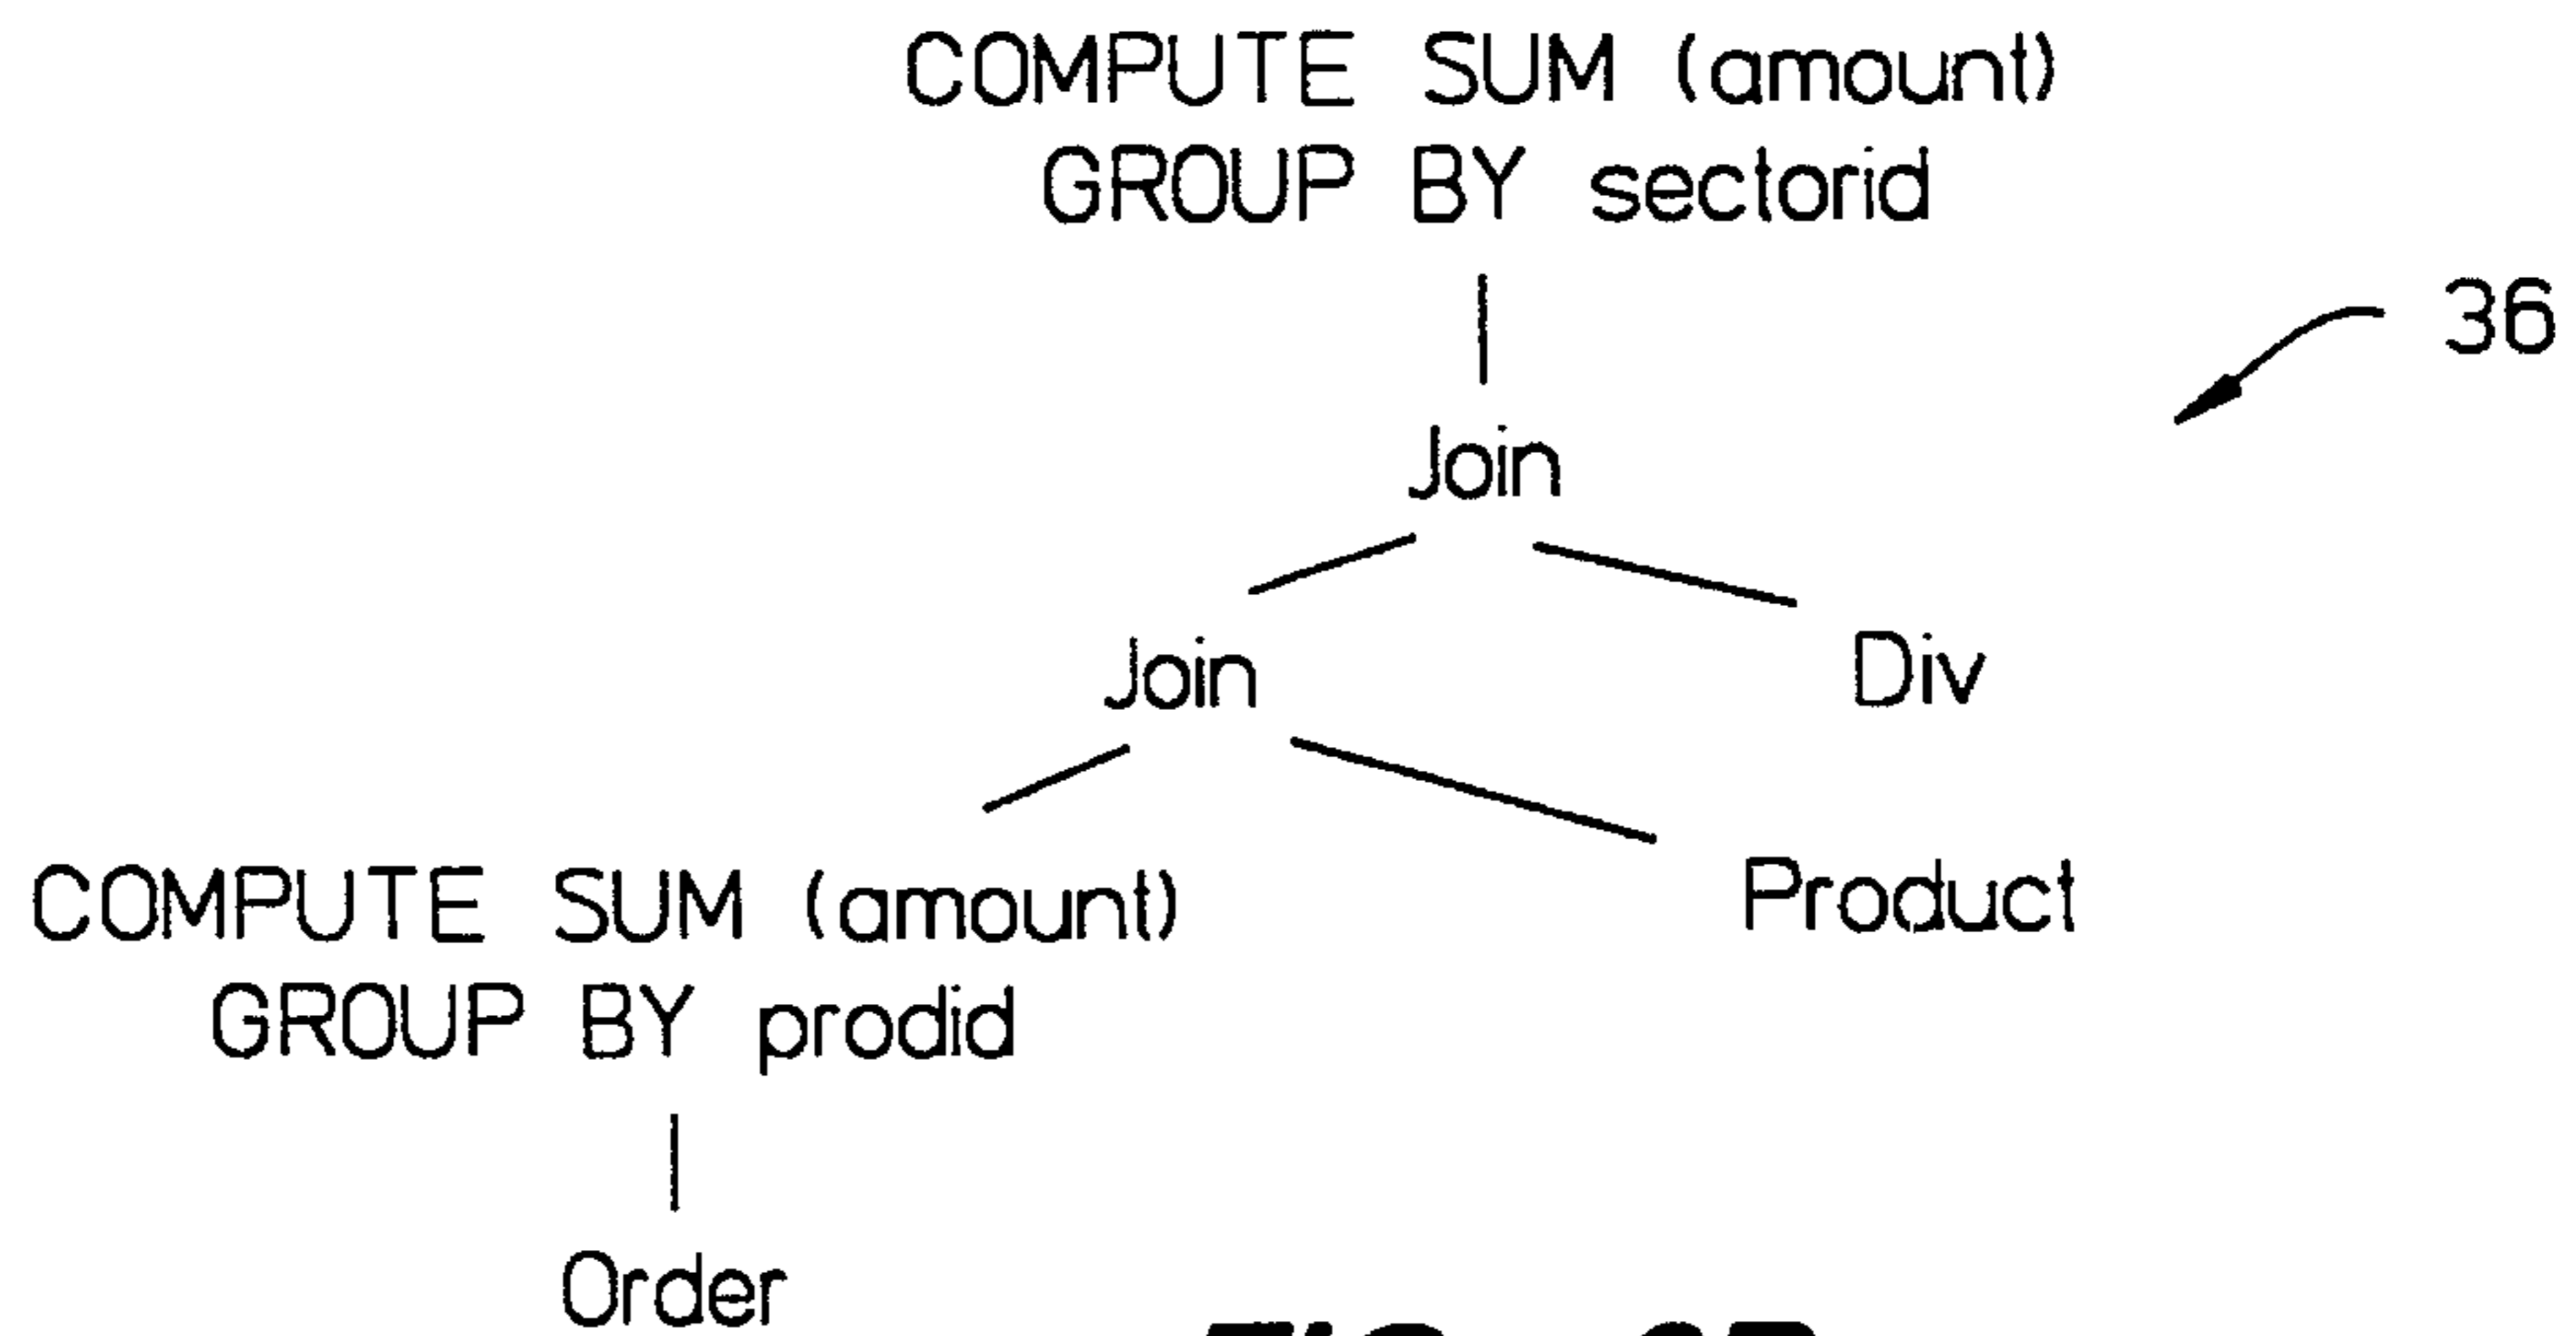 COMPUTE SUM (amount)
GROUP BY sectorid
36
Join
Join
Div
COMPUTE SUM (amount)
GROUP BY prodid
Product
Order